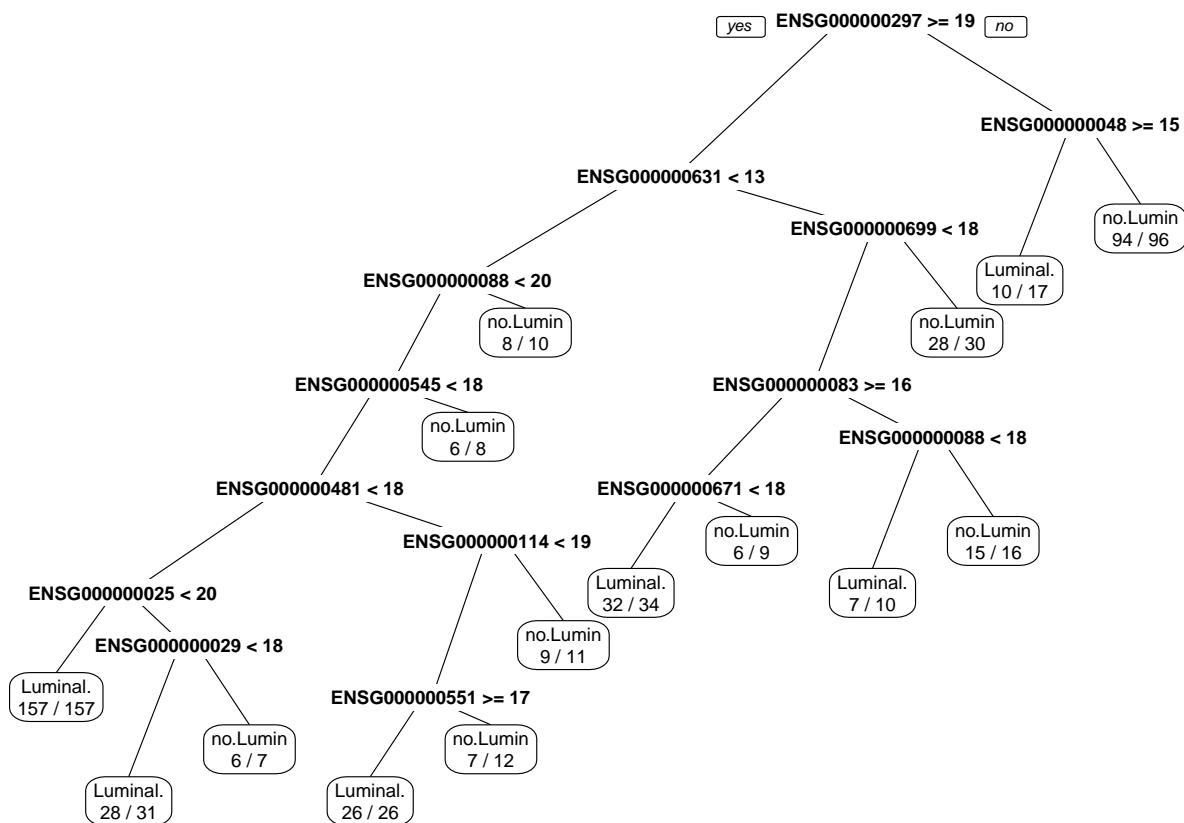 yes ENSG000000297 >= 19 no
ENSG000000048 >= 15
ENSG000000631 < 13
no.Lumin
94 / 96
ENSG000000699 < 18
Luminal.
10 / 17
ENSG000000088 < 20
no.Lumin
8 / 10
no.Lumin
28 / 30
ENSG000000545 < 18
ENSG000000083 >= 16
no.Lumin
6 / 8
ENSG000000088 < 18
ENSG000000481 < 18
ENSG000000671 < 18
no.Lumin
6 / 9
no.Lumin
15 / 16
ENSG000000114 < 19
Luminal.
32 / 34
Luminal.
7 / 10
ENSG000000025 < 20
no.Lumin
9 / 11
ENSG000000029 < 18
Luminal.
157 / 157
ENSG000000551 >= 17
no.Lumin
6 / 7
no.Lumin
7 / 12
Luminal.
28 / 31
Luminal.
26 / 26